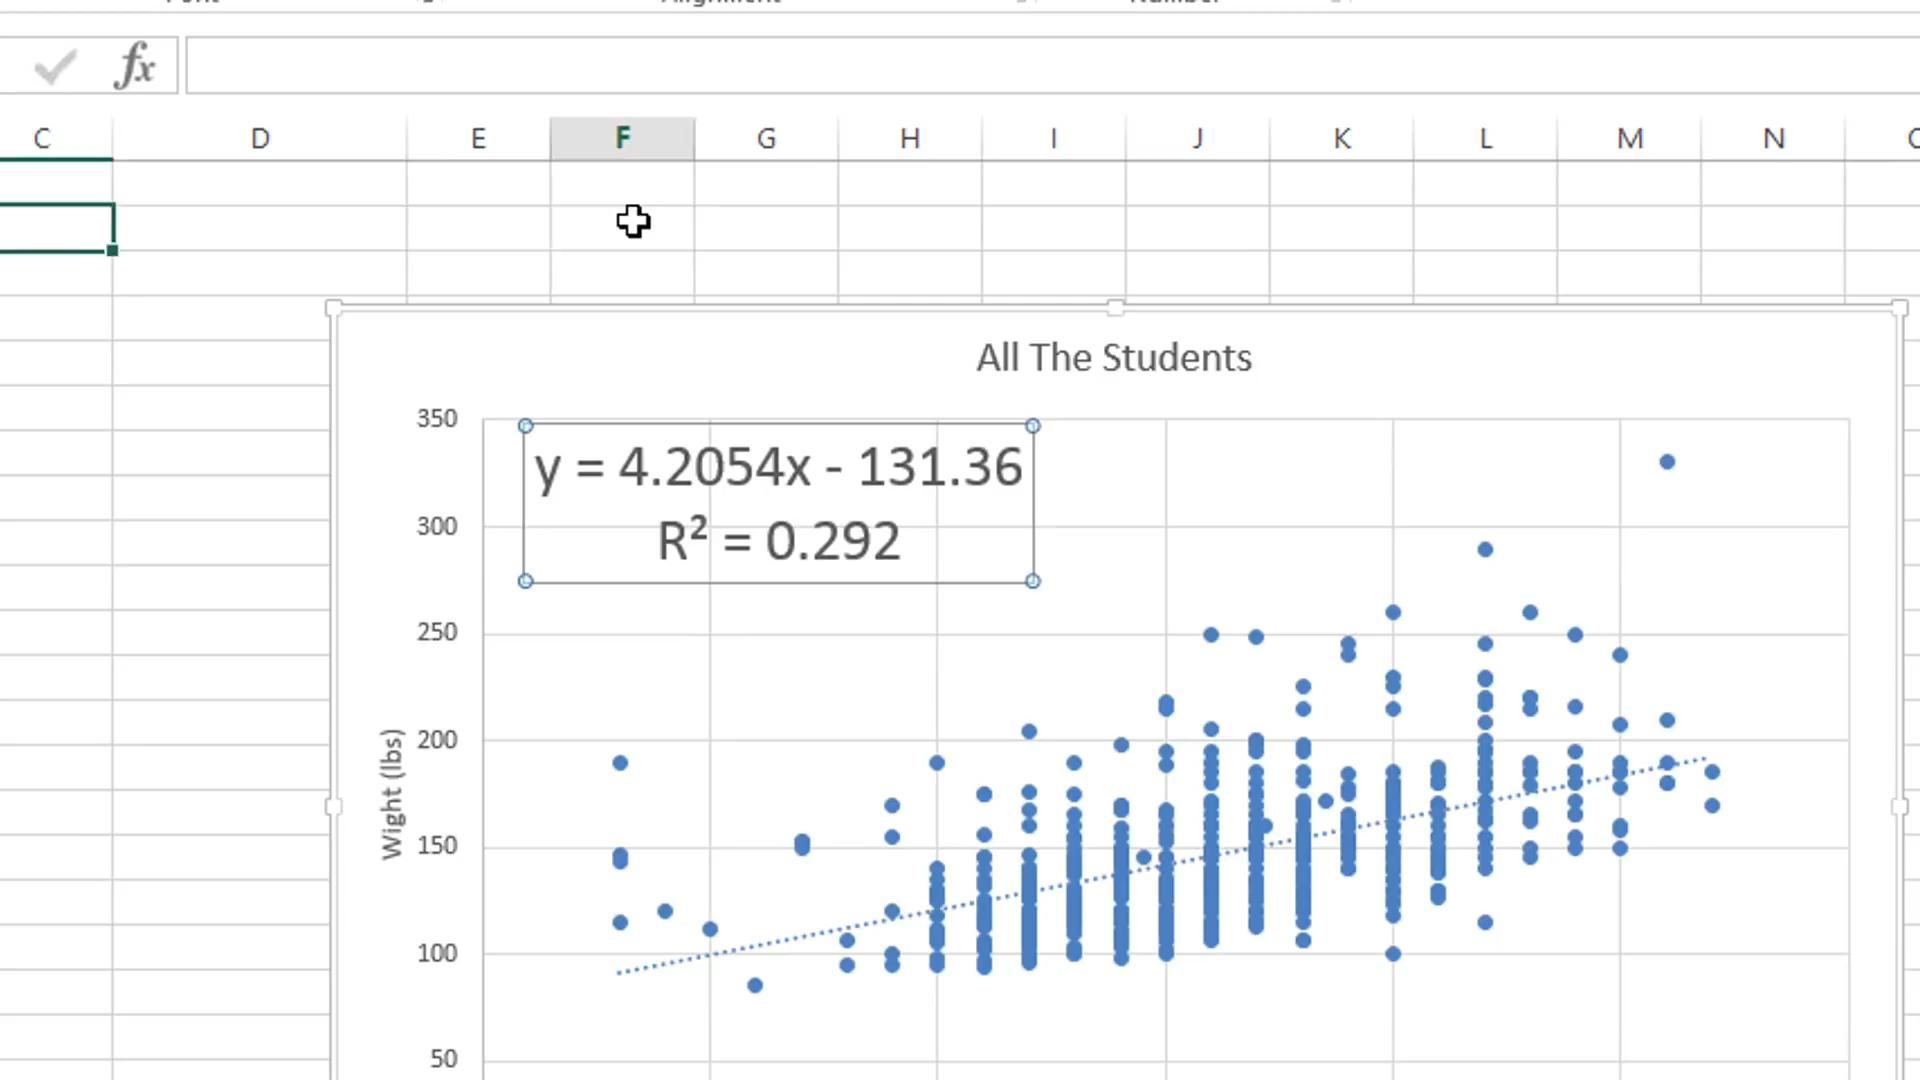 fx
C D E F G H I J K L M N
All The Students
350
y = 4.2054x - 131.36
R² = 0.292
300
250
200
Wight (lbs)
150
100
50